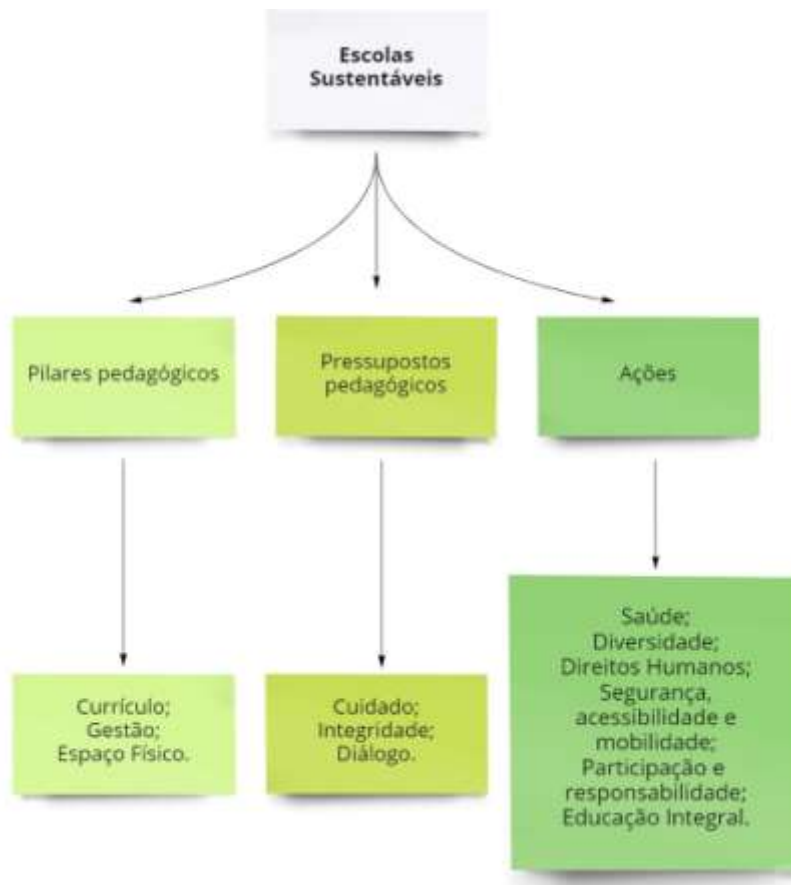 Escolas
Sustentáveis
Pilares pedagógicos
Pressupostos
pedagógicos
Ações
Currículo;
Gestão;
Espaço Físico.
Cuidado;
Integridade;
Diálogo.
Saúde;
Diversidade;
Direitos Humanos;
Segurança,
acessibilidade e
mobilidade;
Participação e
responsabilidade;
Educação Integral.